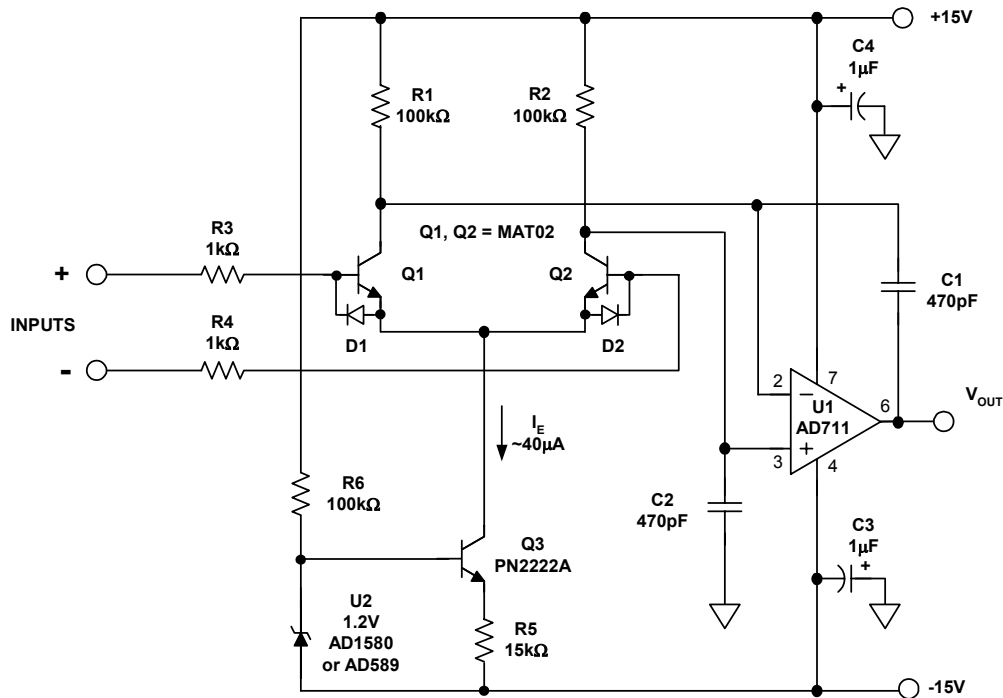 +15V
C4
1µF
+
R1
100kΩ
R2
100kΩ
R3
1kΩ
Q1, Q2 = MAT02
+
Q1
Q2
C1
470pF
INPUTS
R4
1kΩ
D1
D2
-
2
7
U1
AD711
6
VOUT
−
+
3
4
IE
~40µA
R6
100kΩ
C2
470pF
Q3
PN2222A
C3
1µF
+
U2
1.2V
AD1580
or AD589
R5
15kΩ
-15V